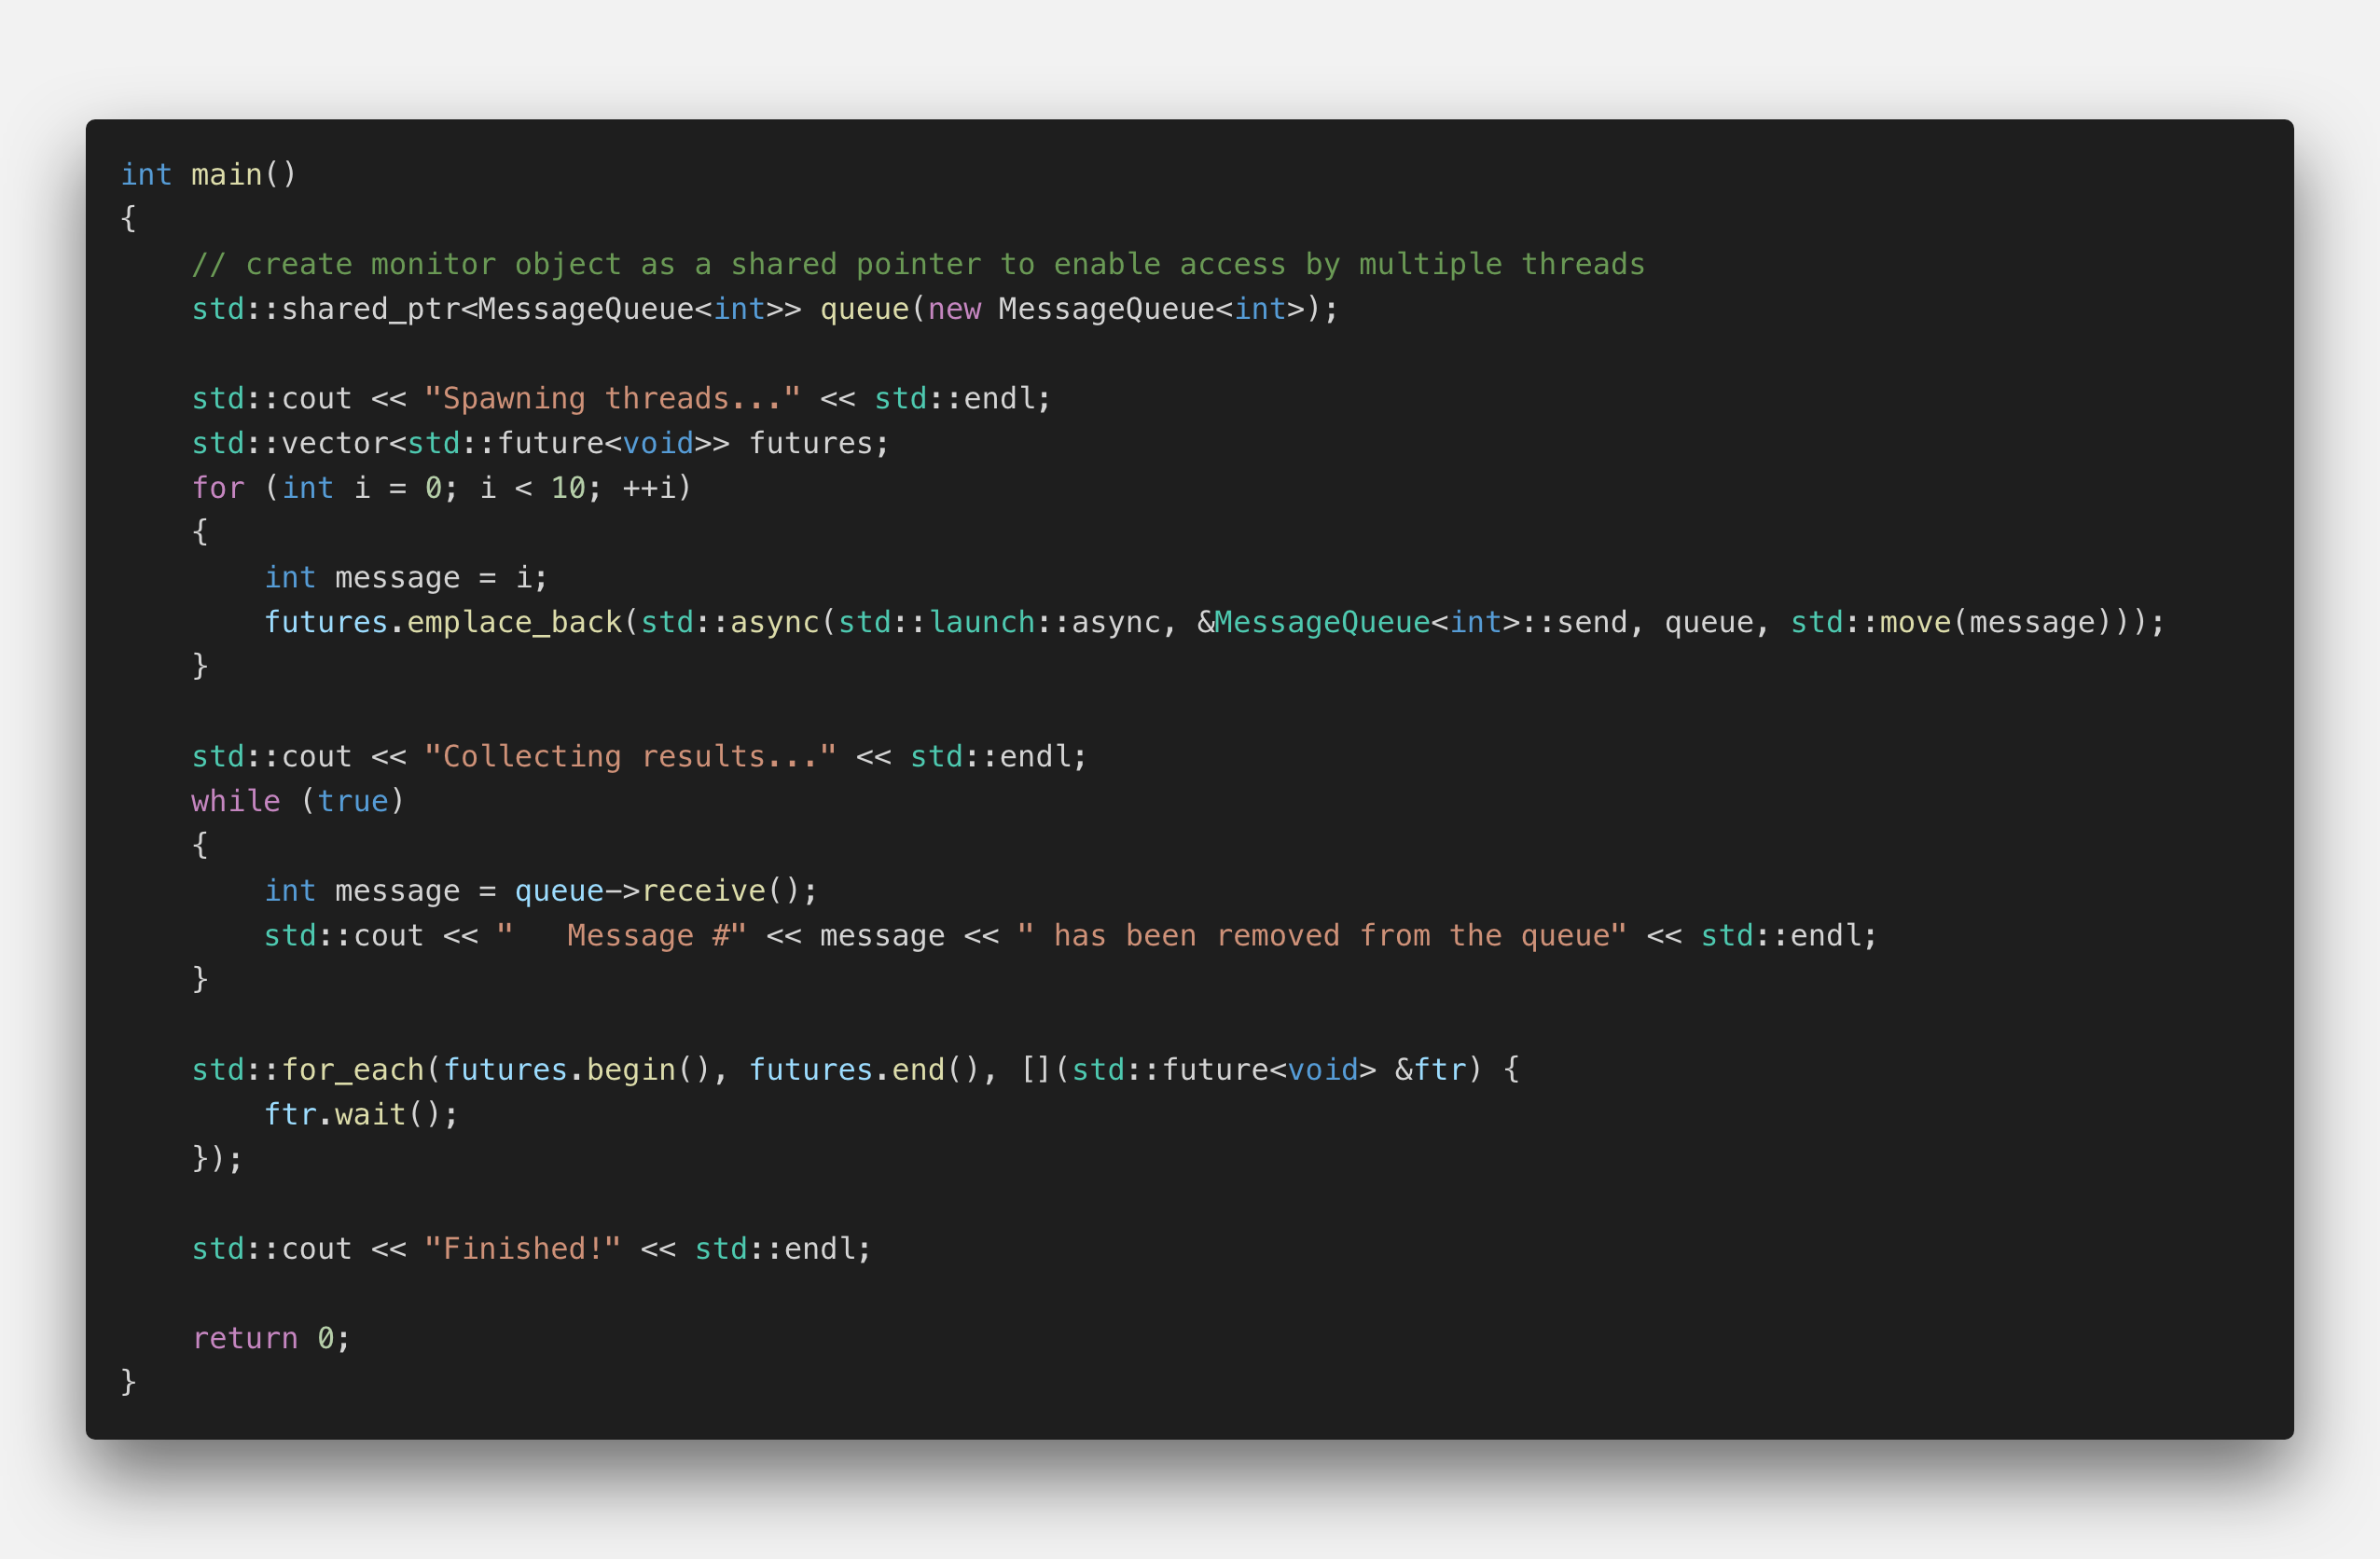 int main()
{
    // create monitor object as a shared pointer to enable access by multiple threads
    std::shared_ptr<MessageQueue<int>> queue(new MessageQueue<int>);

    std::cout << "Spawning threads..." << std::endl;
    std::vector<std::future<void>> futures;
    for (int i = 0; i < 10; ++i)
    {
        int message = i;
        futures.emplace_back(std::async(std::launch::async, &MessageQueue<int>::send, queue, std::move(message)));
    }

    std::cout << "Collecting results..." << std::endl;
    while (true)
    {
        int message = queue->receive();
        std::cout << "   Message #" << message << " has been removed from the queue" << std::endl;
    }

    std::for_each(futures.begin(), futures.end(), [](std::future<void> &ftr) {
        ftr.wait();
    });

    std::cout << "Finished!" << std::endl;

    return 0;
}